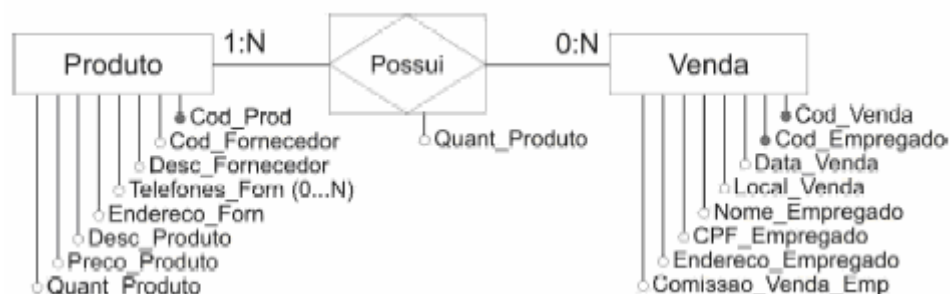 1:N
0:N
Produto
Possui
Venda
Cod_Prod
Cod_Fornecedor
Desc_Fornecedor
Telefones_Forn (0...N)
Endereco_Forn
Desc_Produto
Preco_Produto
Quant_Produto
Quant_Produto
Cod_Venda
Cod_Empregado
Data_Venda
Local_Venda
Nome_Empregado
CPF_Empregado
Endereco_Empregado
Comissao_Venda_Emp